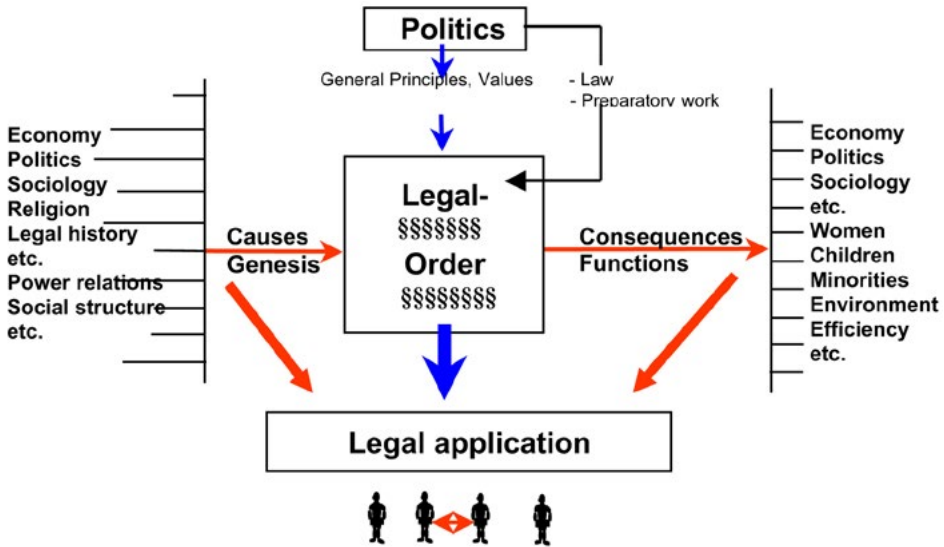 Politics
General Principles, Values
- Law
- Preparatory work
Economy
Politics
Sociology
Religion
Legal history
etc.
Power relations
Social structure
etc.
Causes
Genesis
Legal-
§§§§§§§
Order
§§§§§§§§
Consequences
Functions
Economy
Politics
Sociology
etc.
Women
Children
Minorities
Environment
Efficiency
etc.
Legal application